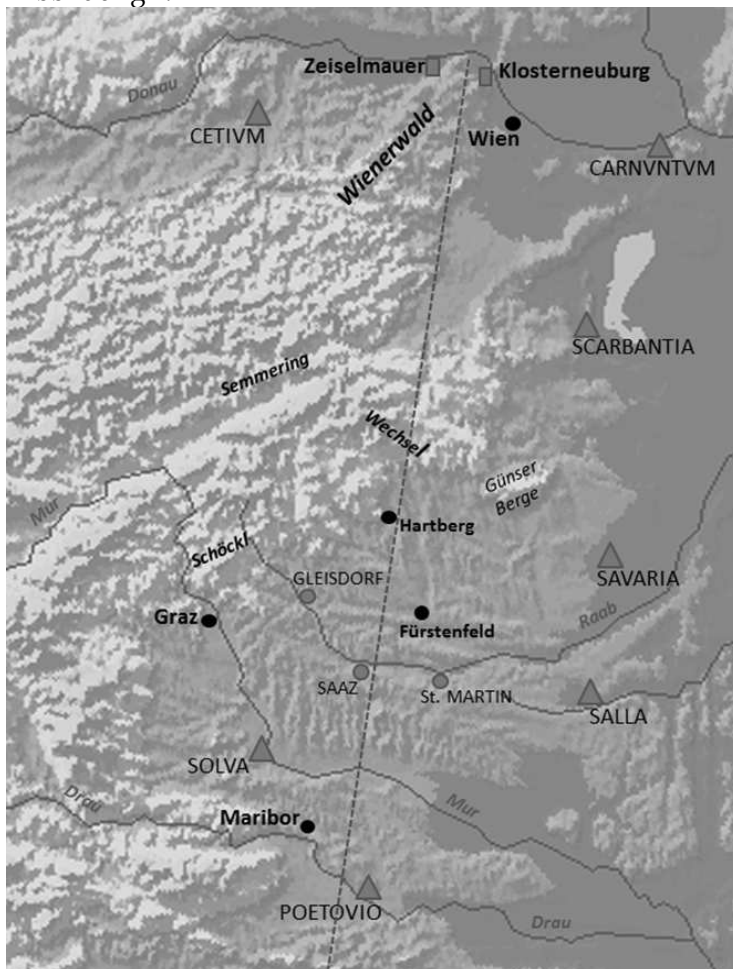 Zeiselmauer
Klosterneuburg
Donau
CETIVM
Wienerwald
Wien
CARNVNTVM
SCARBANTIA
Semmering
Wechsel
Günser
Berge
Mur
Hartberg
Schöckl
GLEISDORF
SAVARIA
Graz
Fürstenfeld
Raab
SAAZ
St. MARTIN
SALLA
SOLVA
Drau
Maribor
Mur
POETOVIO
Drau